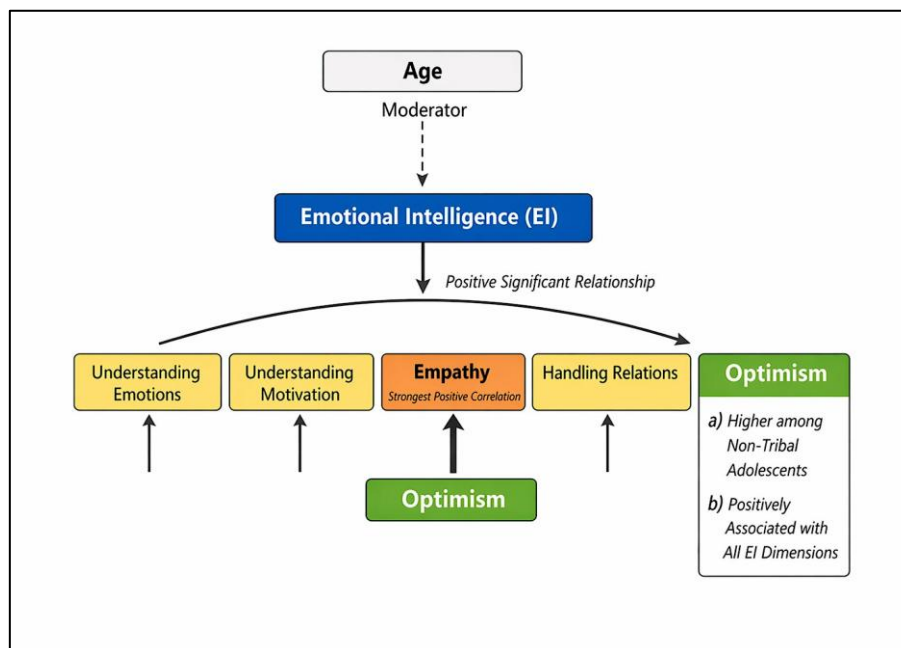 Age
Moderator
Emotional Intelligence (EI)
Positive Significant Relationship
Understanding
Emotions
Understanding
Motivation
Empathy
Strongest Positive Correlation
Handling Relations
Optimism
a) Higher among
Non-Tribal
Adolescents
b) Positively
Associated with
All EI Dimensions
Optimism